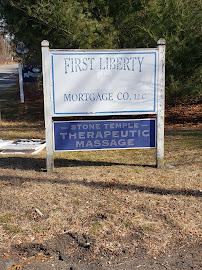 FIRST LIBERTY
MORTGAGE CO. LLC
STONE TEMPLE
THERAPEUTIC
MASSAGE